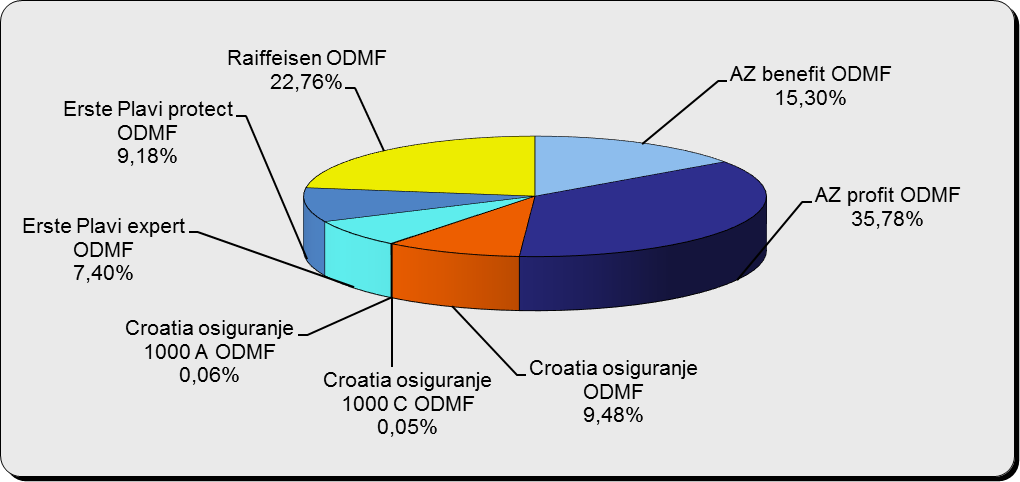 Raiffeisen ODMF
22,76%
AZ benefit ODMF
15,30%
Erste Plavi protect
ODMF
9,18%
AZ profit ODMF
35,78%
Erste Plavi expert
ODMF
7,40%
Croatia osiguranje
1000 A ODMF
0,06%
Croatia osiguranje
1000 C ODMF
0,05%
Croatia osiguranje
ODMF
9,48%